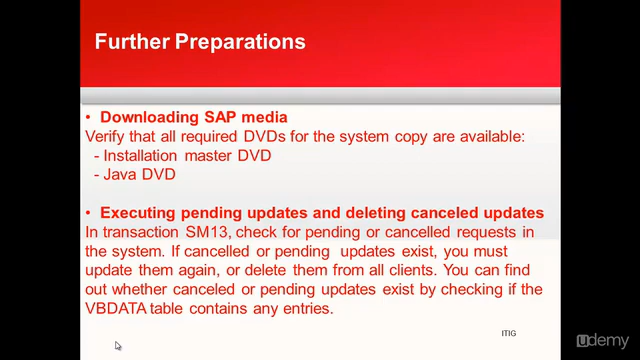 Further Preparations
• Downloading SAP media
Verify that all required DVDs for the system copy are available:
- Installation master DVD
- Java DVD
• Executing pending updates and deleting canceled updates
In transaction SM13, check for pending or cancelled requests in
the system. If cancelled or pending updates exist, you must
update them again, or delete them from all clients. You can find
out whether canceled or pending updates exist by checking if the
VBDATA table contains any entries.
ITIG
udemy